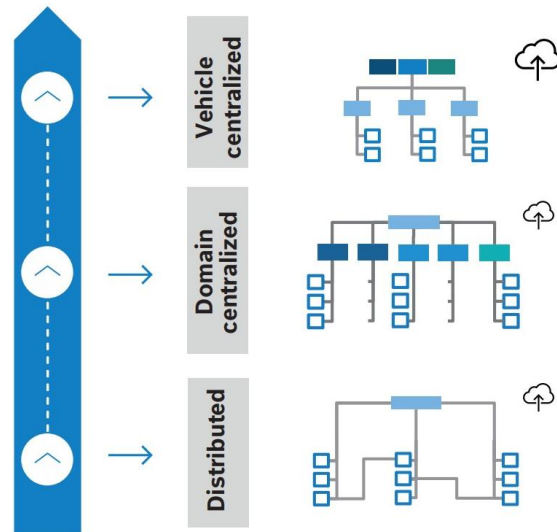 Vehicle
centralized
Domain
centralized
Distributed